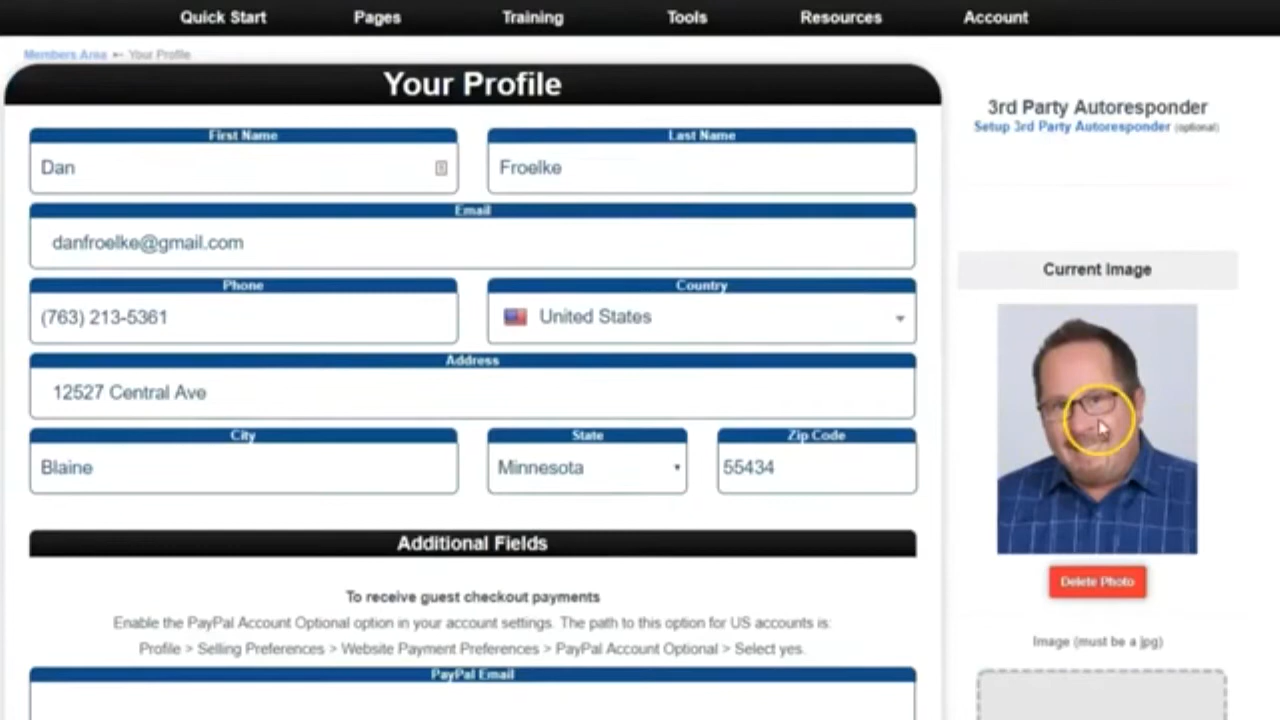 Quick Start Pages Training Tools Resources Account
Members Area ← Your Profile
Your Profile
First Name Last Name
Dan Froelke
Email
danfroelke@gmail.com
Phone Country
(763) 213-5361 United States
Address
12527 Central Ave
City State Zip Code
Blaine Minnesota 55434
Additional Fields
To receive guest checkout payments
Enable the PayPal Account Optional option in your account settings. The path to this option for US accounts is:
Profile > Selling Preferences > Website Payment Preferences > PayPal Account Optional > Select yes.
PayPal Email
3rd Party Autoresponder
Setup 3rd Party Autoresponder (optional)
Current Image
Delete Photo
Image (must be a jpg)